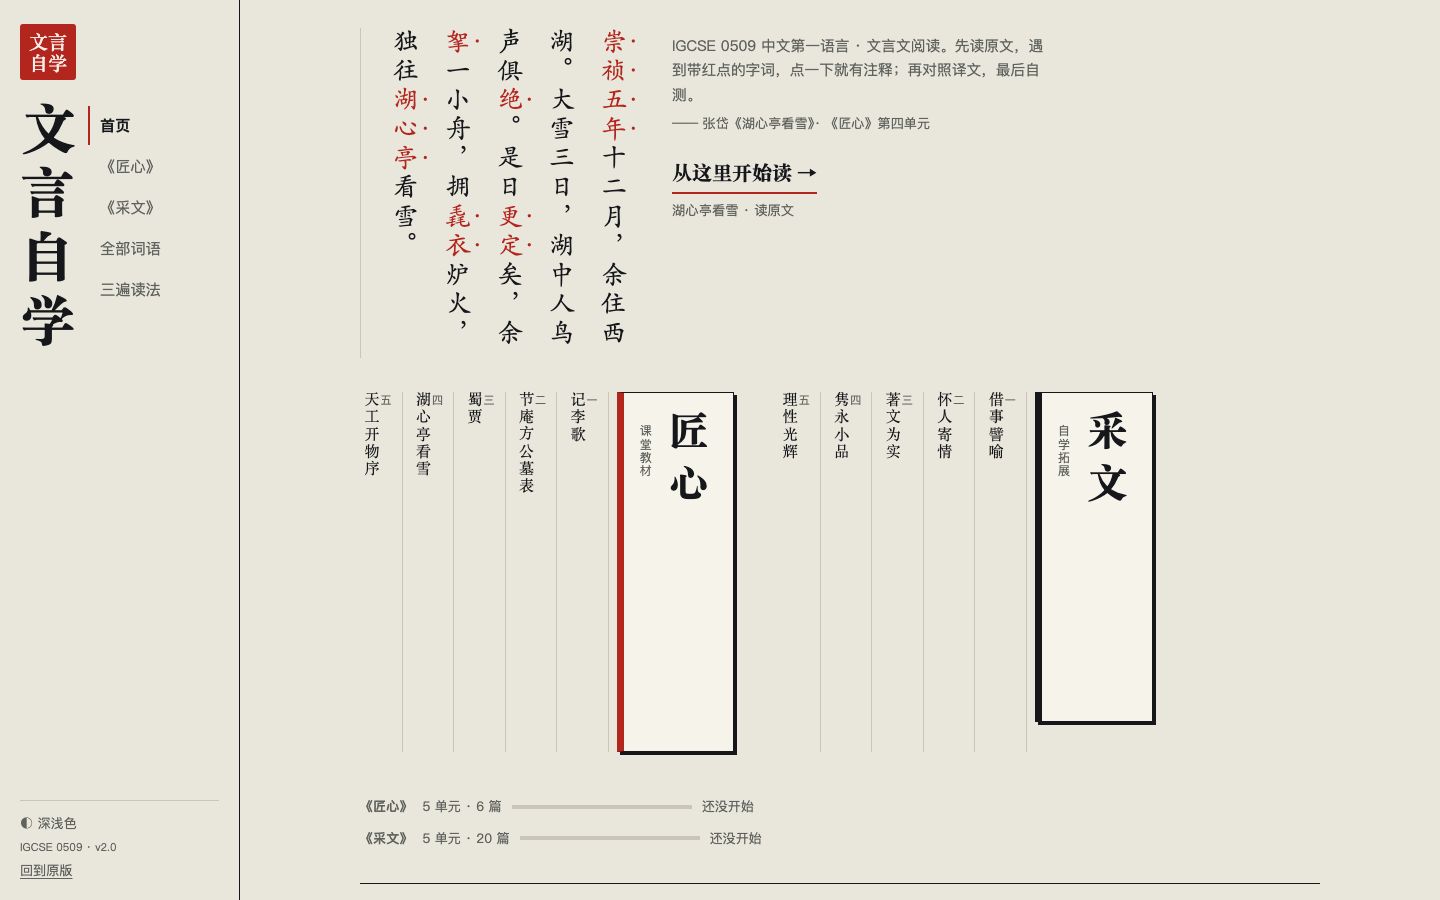 文言
自学
文言自学
首页
《匠心》
《采文》
全部词语
三遍读法
◐ 深浅色
IGCSE 0509 · v2.0
回到原版
崇祯五年十二月，余住西
湖。大雪三日，湖中人鸟
声俱绝。是日更定矣，余
挐一小舟，拥毳衣炉火，
独往湖心亭看雪。
IGCSE 0509 中文第一语言 · 文言文阅读。先读原文，遇
到带红点的字词，点一下就有注释；再对照译文，最后自
测。
—— 张岱《湖心亭看雪》· 《匠心》第四单元
从这里开始读 →
湖心亭看雪 · 读原文
采文
自学拓展
一
借事譬喻
二
怀人寄情
三
著文为实
四
隽永小品
五
理性光辉
匠心
课堂教材
一
记李歌
二
节庵方公墓表
三
蜀贾
四
湖心亭看雪
五
天工开物序
《匠心》 5 单元 · 6 篇 还没开始
《采文》 5 单元 · 20 篇 还没开始